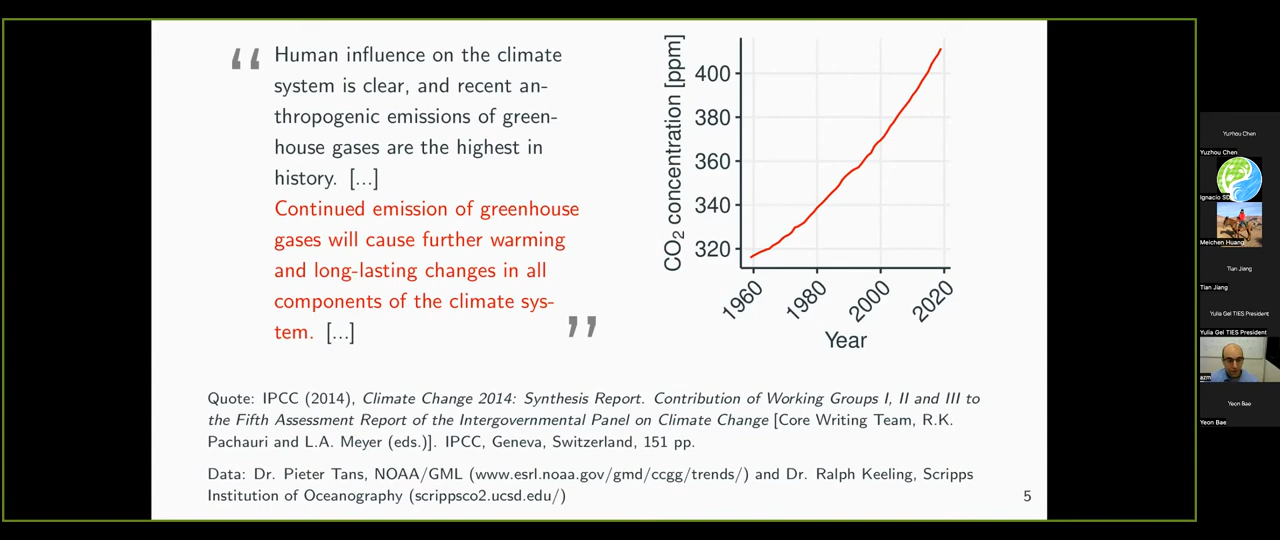 “
Human influence on the climate
system is clear, and recent an-
thropogenic emissions of green-
house gases are the highest in
history. [...]
Continued emission of greenhouse
gases will cause further warming
and long-lasting changes in all
components of the climate sys-
tem. [...]
”
CO₂ concentration [ppm]
400
380
360
340
320
1960
1980
2000
2020
Year
Quote: IPCC (2014), Climate Change 2014: Synthesis Report. Contribution of Working Groups I, II and III to
the Fifth Assessment Report of the Intergovernmental Panel on Climate Change [Core Writing Team, R.K.
Pachauri and L.A. Meyer (eds.)]. IPCC, Geneva, Switzerland, 151 pp.
Data: Dr. Pieter Tans, NOAA/GML (www.esrl.noaa.gov/gmd/ccgg/trends/) and Dr. Ralph Keeling, Scripps
Institution of Oceanography (scrippsco2.ucsd.edu/)
5
Yuzhou Chen
Yuzhou Chen
Ignacio
Meichen Huang
Tian Jiang
Tian Jiang
Yulia Gel TIES President
Yulia Gel TIES President
Yeon Bae
Yeon Bae